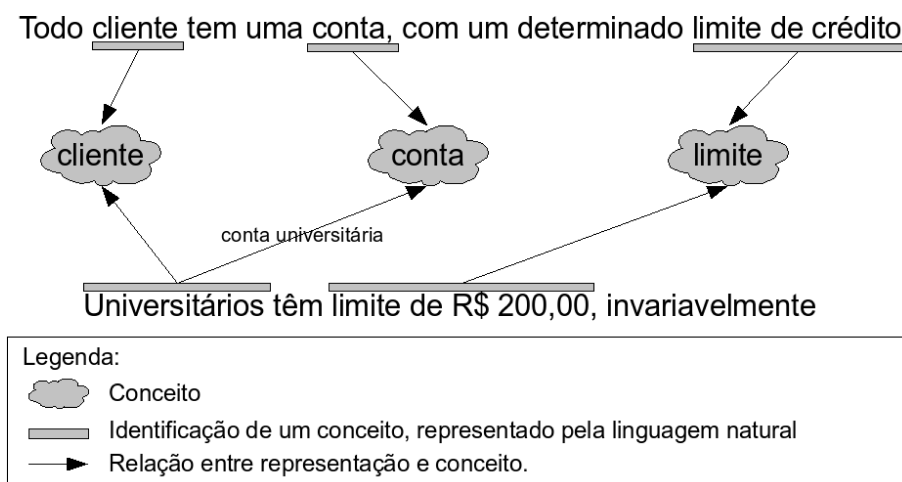 Todo cliente tem uma conta, com um determinado limite de crédito
cliente
conta
limite
conta universitária
Universitários têm limite de R$ 200,00, invariavelmente
Legenda:
Conceito
Identificação de um conceito, representado pela linguagem natural
Relação entre representação e conceito.